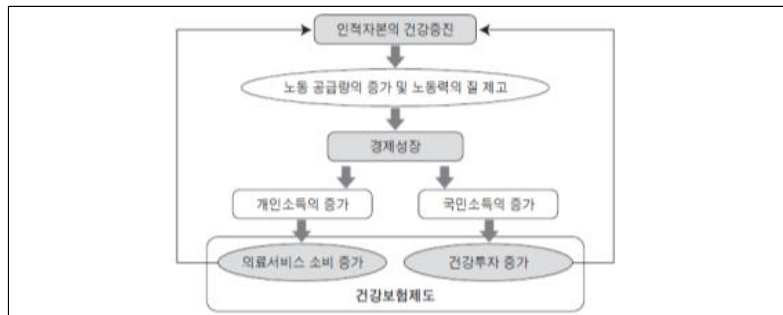 인적자본의 건강증진
노동 공급량의 증가 및 노동력의 질 제고
경제성장
개인소득의 증가
국민소득의 증가
의료서비스 소비 증가
건강투자 증가
건강보험제도